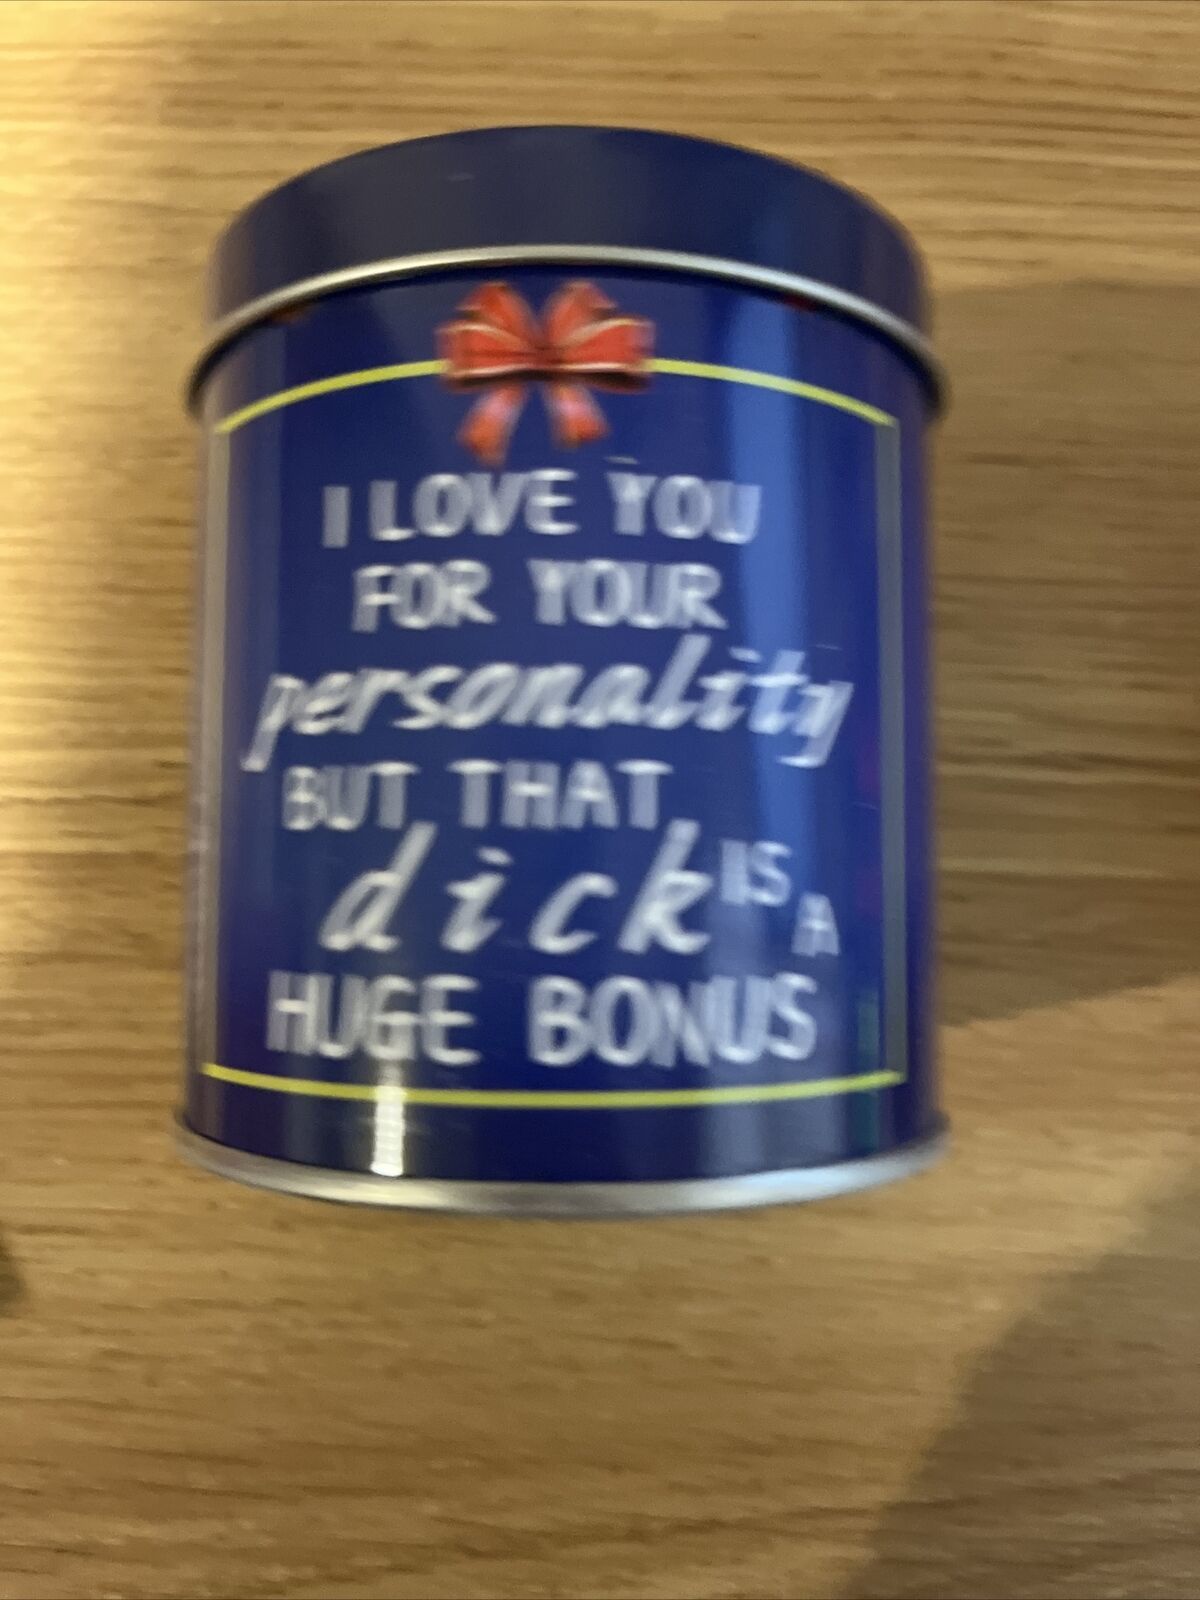 I LOVE YOU
FOR YOUR
personality
BUT THAT
dick IS A
HUGE BONUS